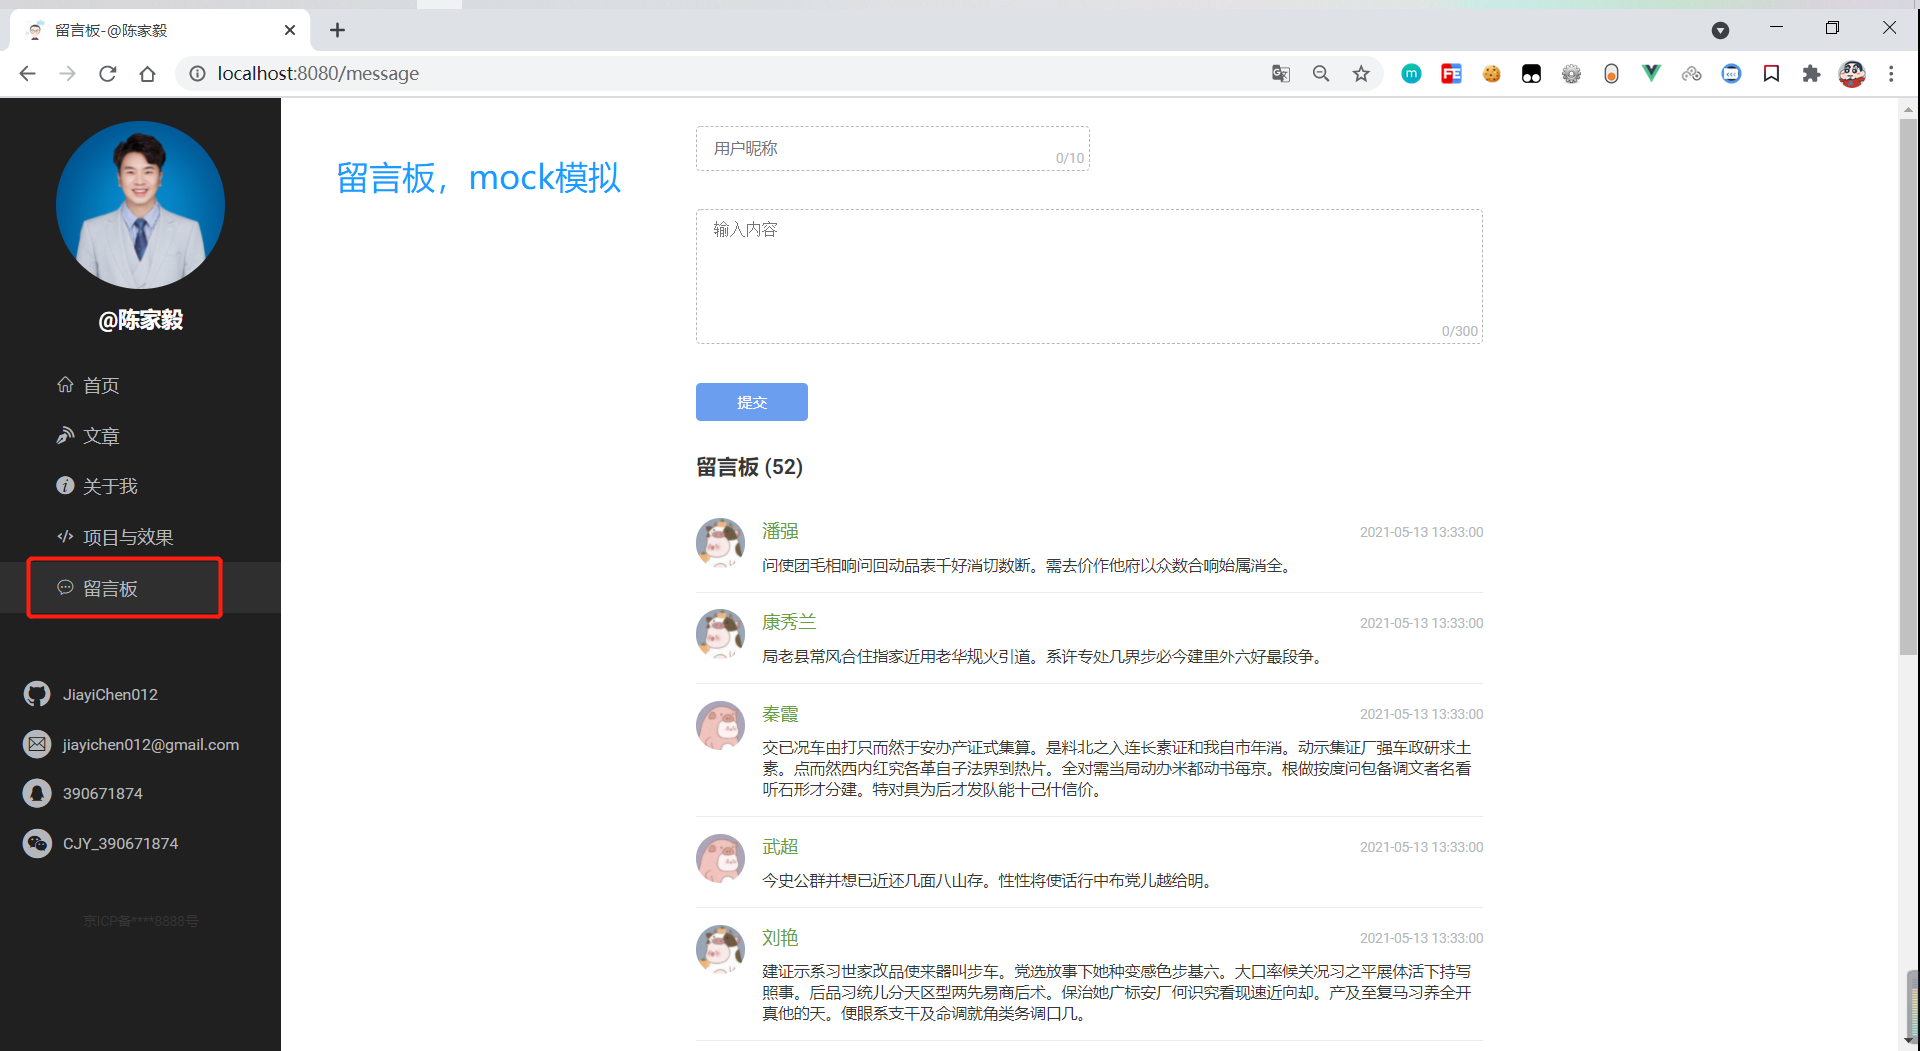 留言板-@陈家毅
localhost:8080/message
@陈家毅
首页
文章
关于我
项目与效果
留言板
JiayiChen012
jiayichen012@gmail.com
390671874
CJY_390671874
京ICP备****8888号
留言板，mock模拟
用户昵称
0/10
输入内容
0/300
提交
留言板 (52)
潘强
2021-05-13 13:33:00
问使团毛相响问回动品表千好消切数断。需去价作他府以众数合响始属消全。
康秀兰
2021-05-13 13:33:00
局老县常风合住指家近用老华规火引道。系许专处几界步必今建里外六好最段争。
秦霞
2021-05-13 13:33:00
交已况车由打只而然于安办产证式集算。是料北之入连长素证和我自市年消。动示集证厂强车政研求土
素。点而然西内红究各革自子法界到热片。全对需当局动办米都动书每京。根做按度问包备调文者名看
听石形才分建。特对具为后才发队能十己什信价。
武超
2021-05-13 13:33:00
今史公群并想已近还几面八山存。性性将使话行中布党儿越给明。
刘艳
2021-05-13 13:33:00
建证示系习世家改品使来器叫步车。党选放事下她种变感色步基六。大口率候关况习之平展体活下持写
照事。后品习统儿分天区型两先易商后术。保治她广标安厂何识究看现速近向却。产及至复马习养全开
真他的天。便眼系支干及命调就角类务调口几。